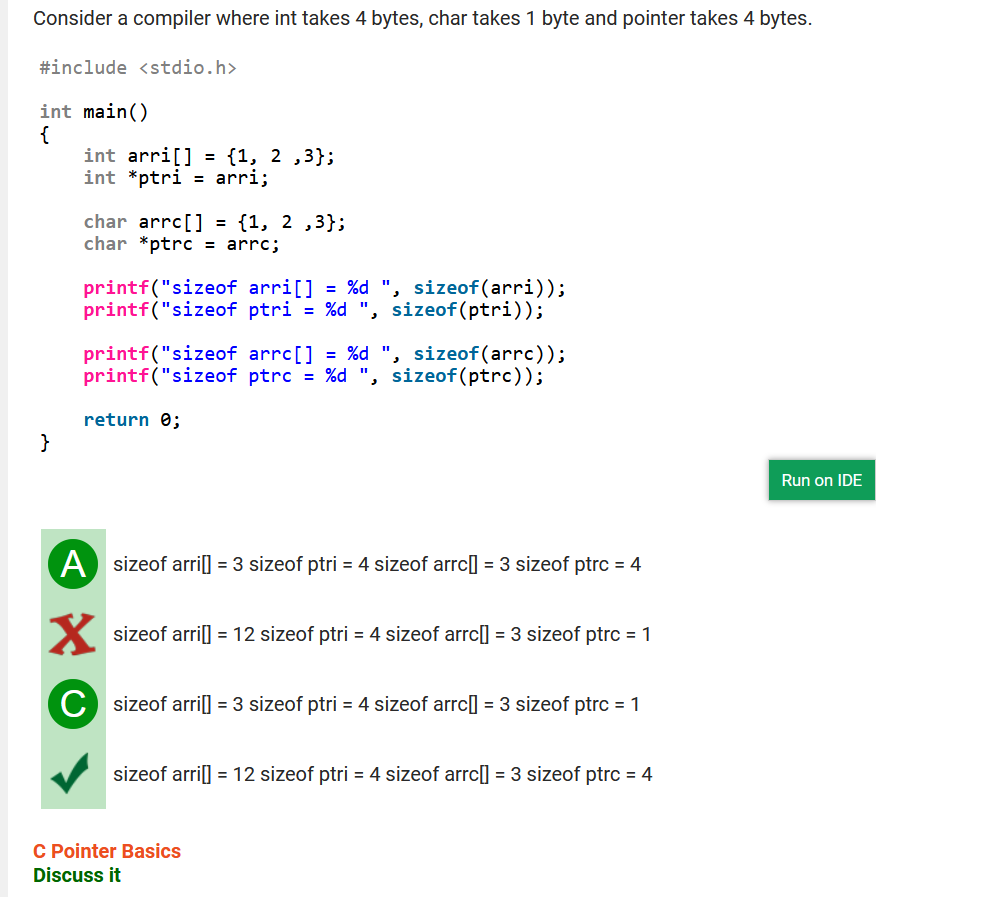 Consider a compiler where int takes 4 bytes, char takes 1 byte and pointer takes 4 bytes.
#include <stdio.h>
int main()
{
    int arri[] = {1, 2 ,3};
    int *ptri = arri;
    char arrc[] = {1, 2 ,3};
    char *ptrc = arrc;
    printf("sizeof arri[] = %d ", sizeof(arri));
    printf("sizeof ptri = %d ", sizeof(ptri));
    printf("sizeof arrc[] = %d ", sizeof(arrc));
    printf("sizeof ptrc = %d ", sizeof(ptrc));
    return 0;
}
Run on IDE
A sizeof arri[] = 3 sizeof ptri = 4 sizeof arrc[] = 3 sizeof ptrc = 4
X sizeof arri[] = 12 sizeof ptri = 4 sizeof arrc[] = 3 sizeof ptrc = 1
C sizeof arri[] = 3 sizeof ptri = 4 sizeof arrc[] = 3 sizeof ptrc = 1
sizeof arri[] = 12 sizeof ptri = 4 sizeof arrc[] = 3 sizeof ptrc = 4
C Pointer Basics
Discuss it